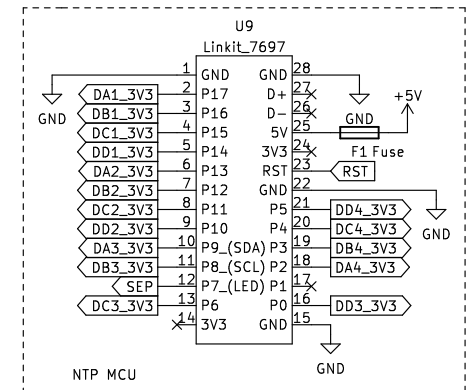 U9
Linkit_7697
1 GND GND 28
DA1_3V3 2 P17 D+ 27
DB1_3V3 3 P16 D- 26 GND +5V
GND DC1_3V3 4 P15 5V 25
DD1_3V3 5 P14 3V3 24 F1 Fuse
DA2_3V3 6 P13 RST 23 RST
DB2_3V3 7 P12 GND 22
DC2_3V3 8 P11 P5 21 DD4_3V3
DD2_3V3 9 P10 P4 20 DC4_3V3 GND
DA3_3V3 10 P9_(SDA) P3 19 DB4_3V3
DB3_3V3 11 P8_(SCL) P2 18 DA4_3V3
SEP 12 P7_(LED) P1 17
DC3_3V3 13 P6 P0 16 DD3_3V3
14 3V3 GND 15
GND
NTP MCU